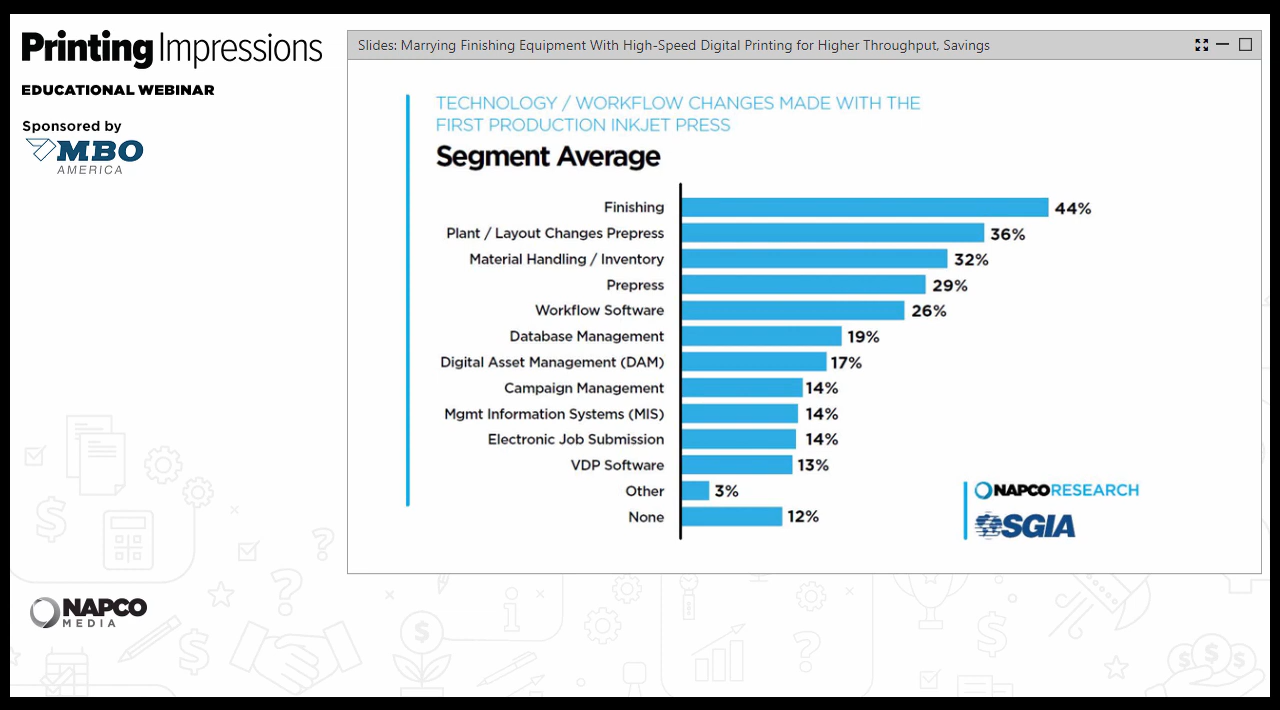 Printing Impressions
EDUCATIONAL WEBINAR
Sponsored by
MBO
AMERICA
Slides: Marrying Finishing Equipment With High-Speed Digital Printing for Higher Throughput, Savings
TECHNOLOGY / WORKFLOW CHANGES MADE WITH THE
FIRST PRODUCTION INKJET PRESS
Segment Average
Finishing 44%
Plant / Layout Changes Prepress 36%
Material Handling / Inventory 32%
Prepress 29%
Workflow Software 26%
Database Management 19%
Digital Asset Management (DAM) 17%
Campaign Management 14%
Mgmt Information Systems (MIS) 14%
Electronic Job Submission 14%
VDP Software 13%
Other 3%
None 12%
NAPCO RESEARCH
SGIA
NAPCO
MEDIA